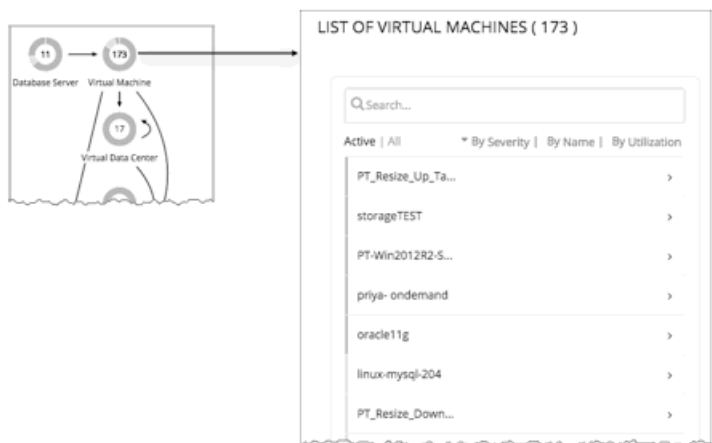 11
173
Database Server
Virtual Machine
17
Virtual Data Center
LIST OF VIRTUAL MACHINES ( 173 )
Search...
Active | All
By Severity | By Name | By Utilization
PT_Resize_Up_Ta...
storageTEST
PT-Win2012R2-S...
priya- ondemand
oracle11g
linux-mysql-204
PT_Resize_Down...